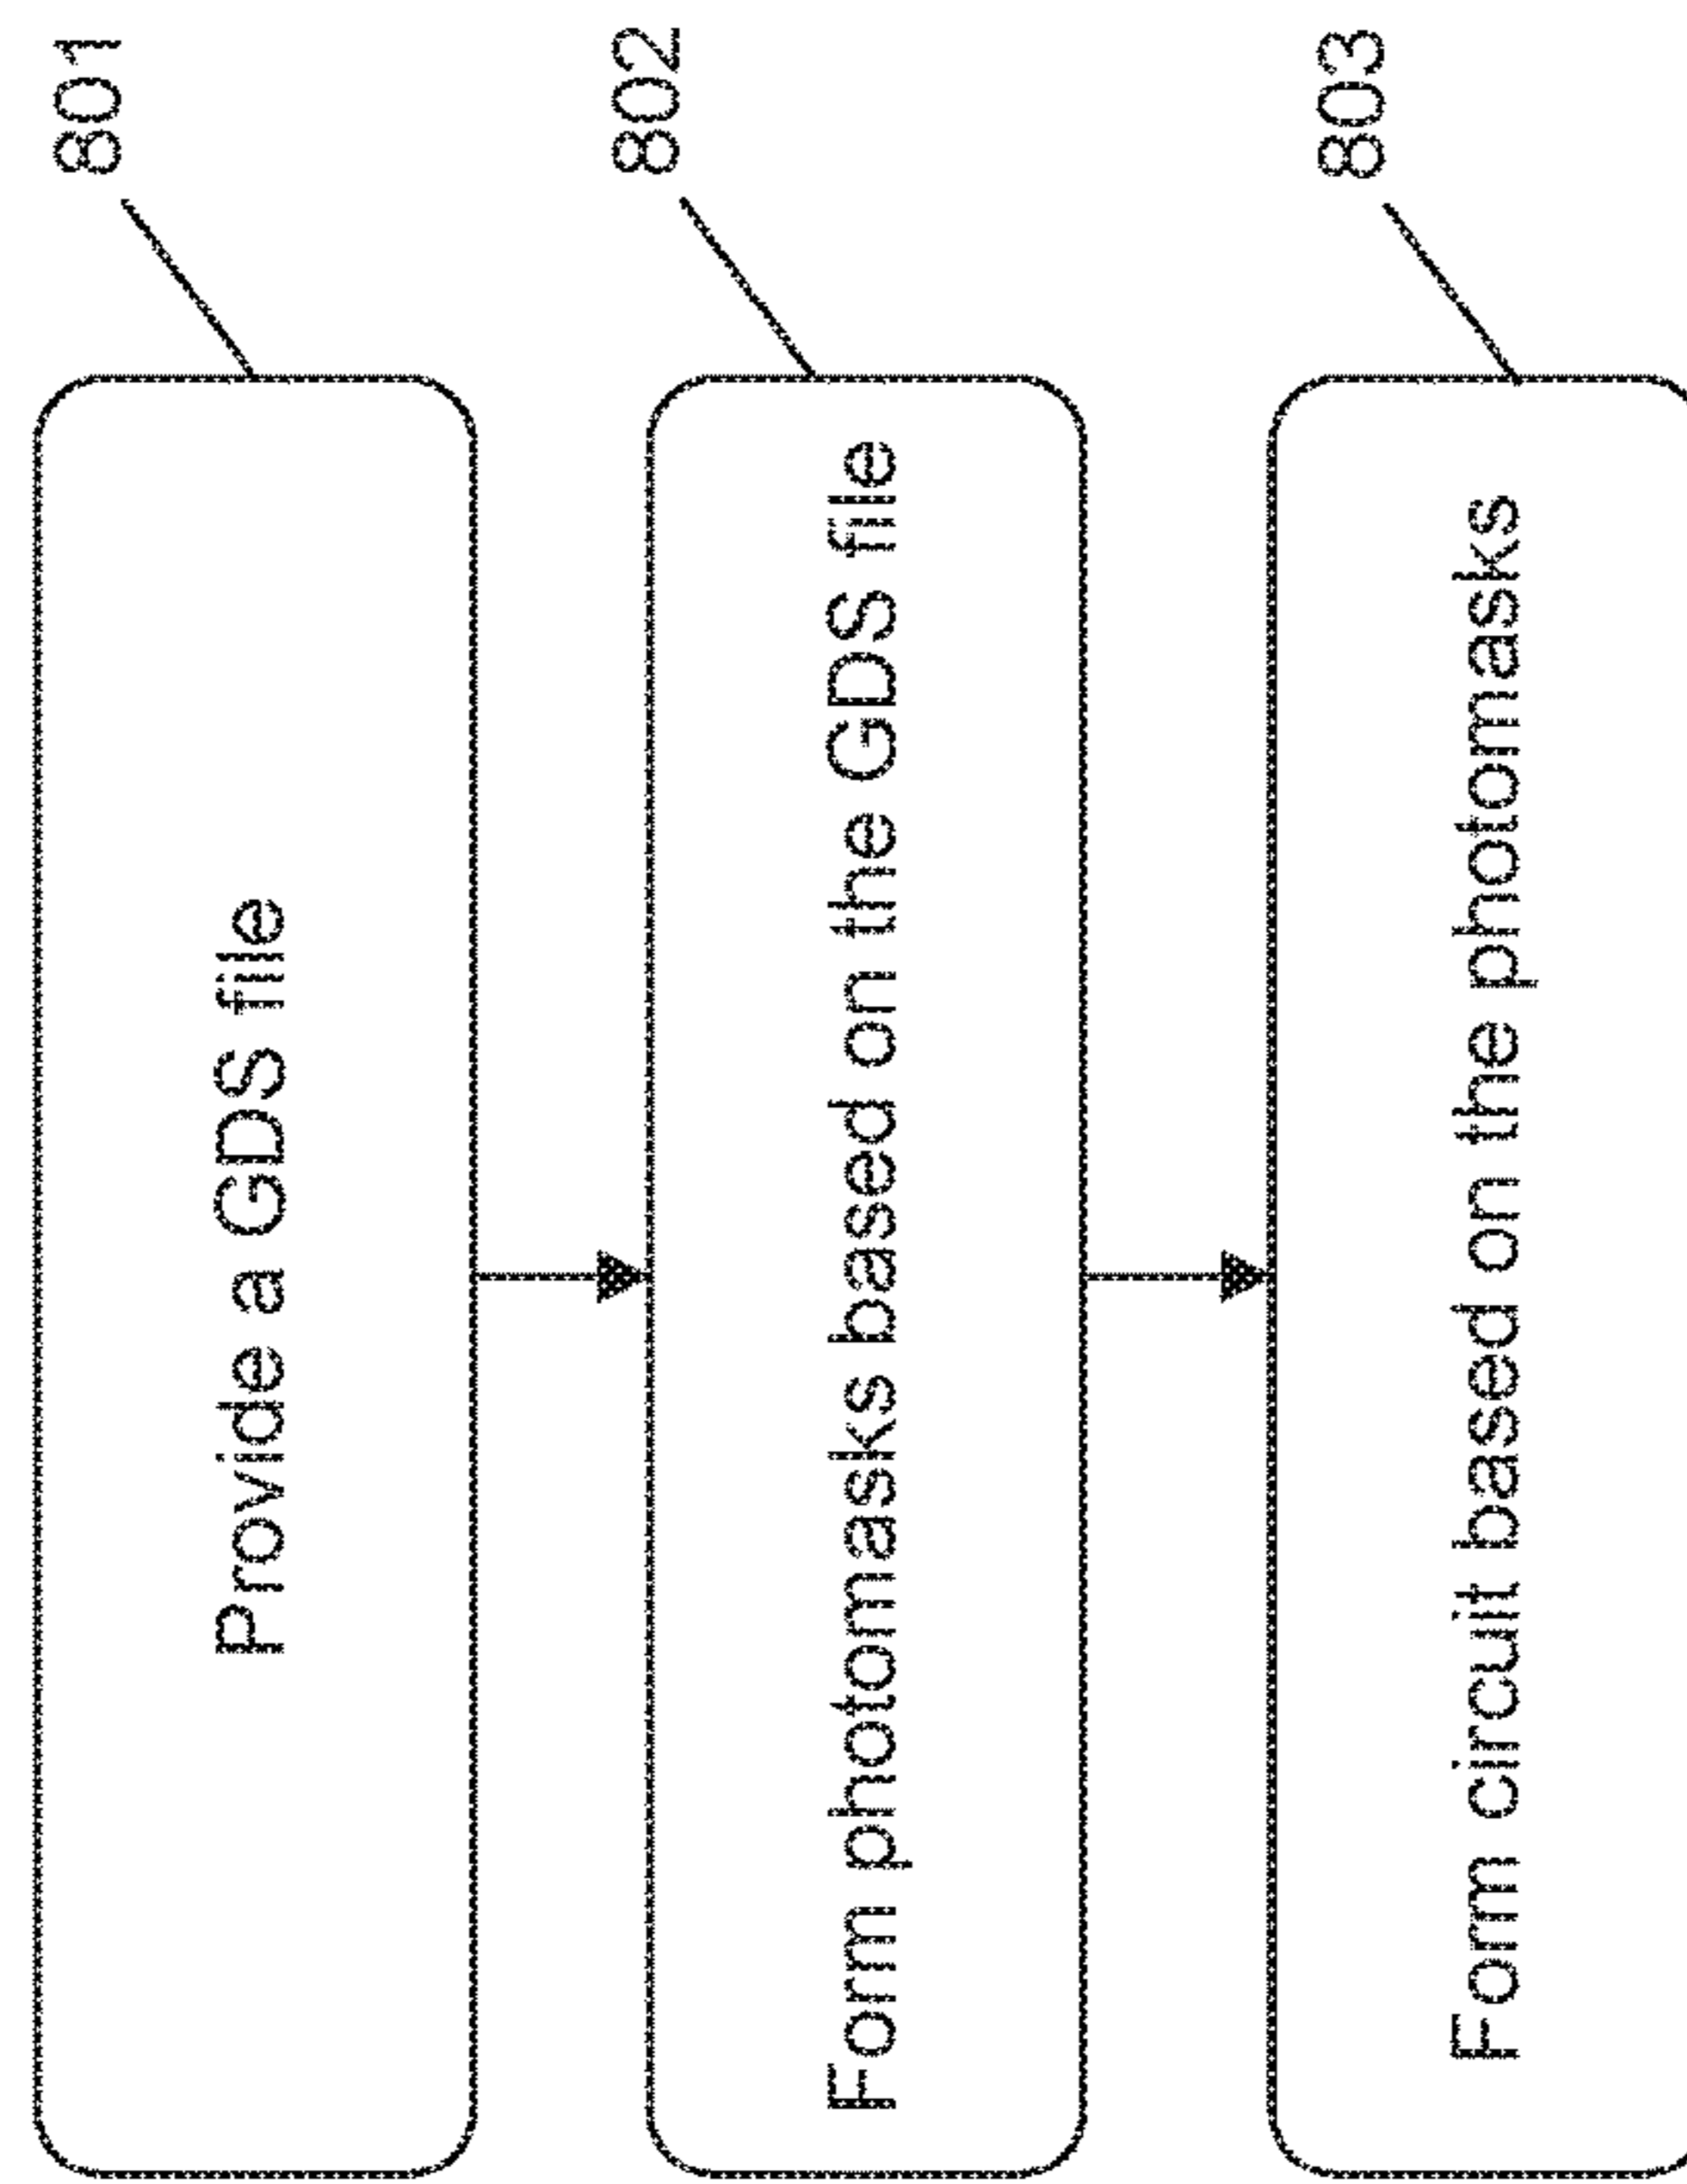 801
Provide a GDS file
802
Form photomasks based on the GDS file
803
Form circuit based on the photomasks